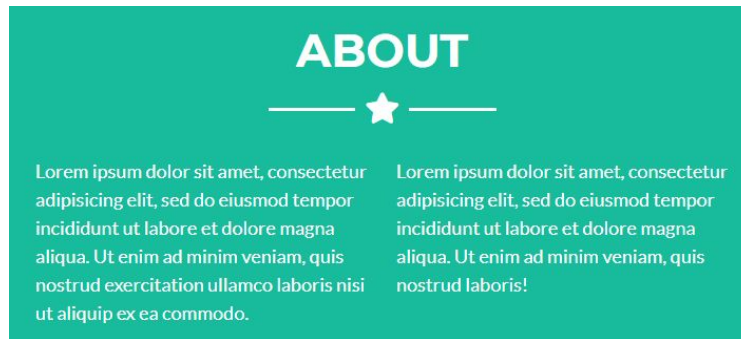 ABOUT
Lorem ipsum dolor sit amet, consectetur
adipisicing elit, sed do eiusmod tempor
incididunt ut labore et dolore magna
aliqua. Ut enim ad minim veniam, quis
nostrud exercitation ullamco laboris nisi
ut aliquip ex ea commodo.
Lorem ipsum dolor sit amet, consectetur
adipisicing elit, sed do eiusmod tempor
incididunt ut labore et dolore magna
aliqua. Ut enim ad minim veniam, quis
nostrud laboris!